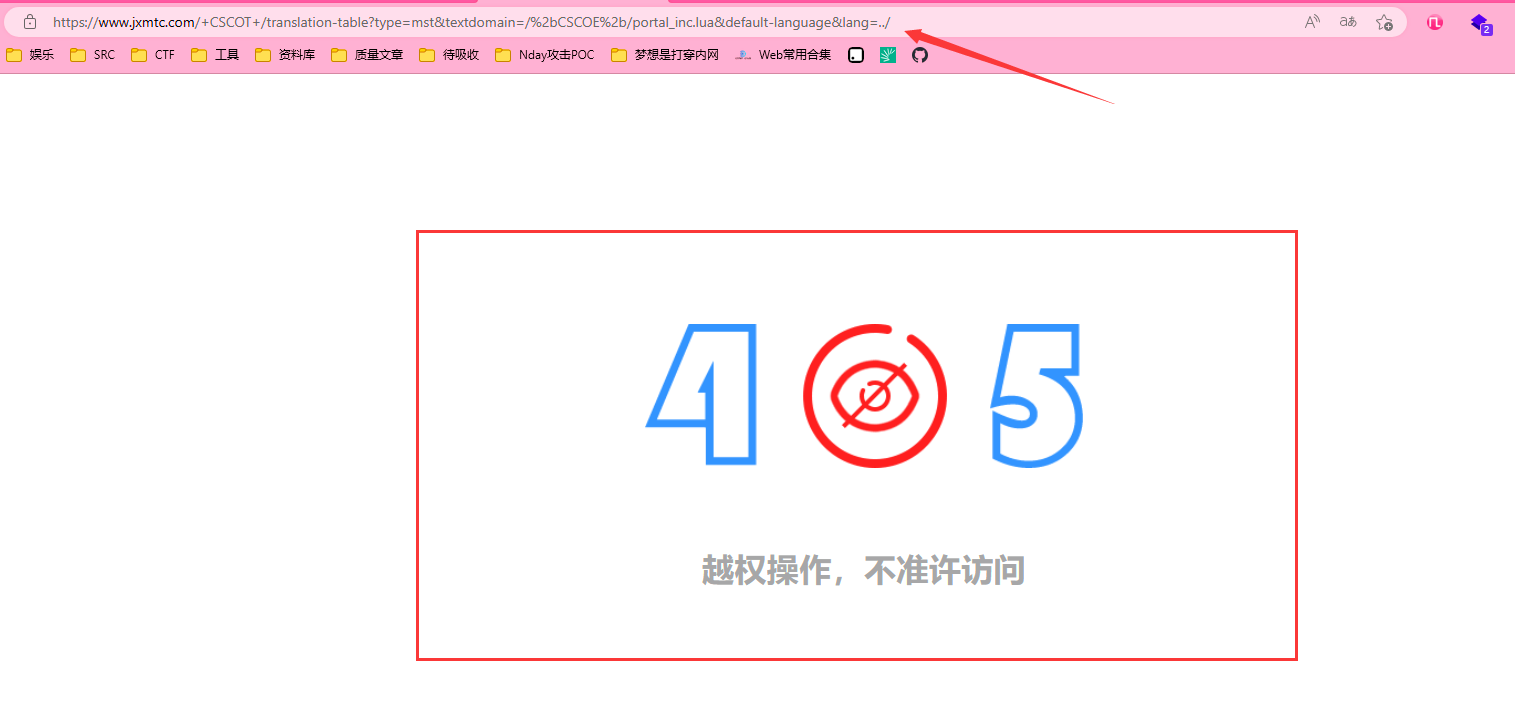 https://www.jxmtc.com/+CSCOT+/translation-table?type=mst&textdomain=/%2bCSCOE%2b/portal_inc.lua&default-language&lang=../
娱乐 SRC CTF 工具 资料库 质量文章 待吸收 Nday攻击POC 梦想是打穿内网 Web常用合集
2
4 5
越权操作，不准许访问